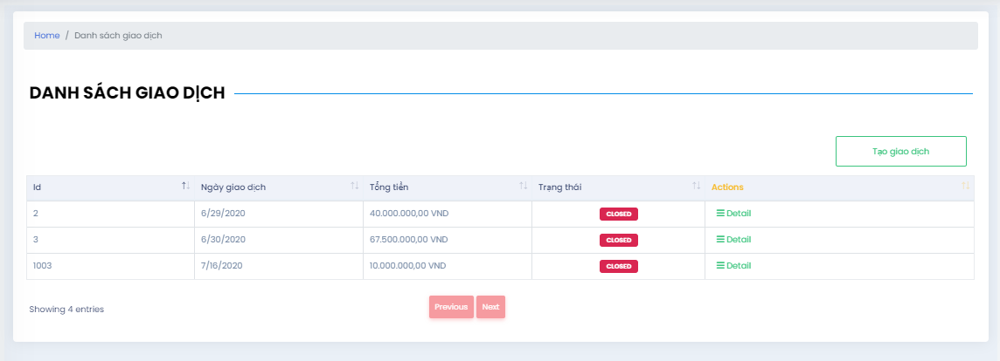 Home / Danh sách giao dịch
DANH SÁCH GIAO DỊCH
Tạo giao dịch
Id Ngày giao dịch Tổng tiền Trạng thái Actions
2 6/29/2020 40.000.000,00 VND CLOSED Detail
3 6/30/2020 67.500.000,00 VND CLOSED Detail
1003 7/16/2020 10.000.000,00 VND CLOSED Detail
Showing 4 entries Previous Next